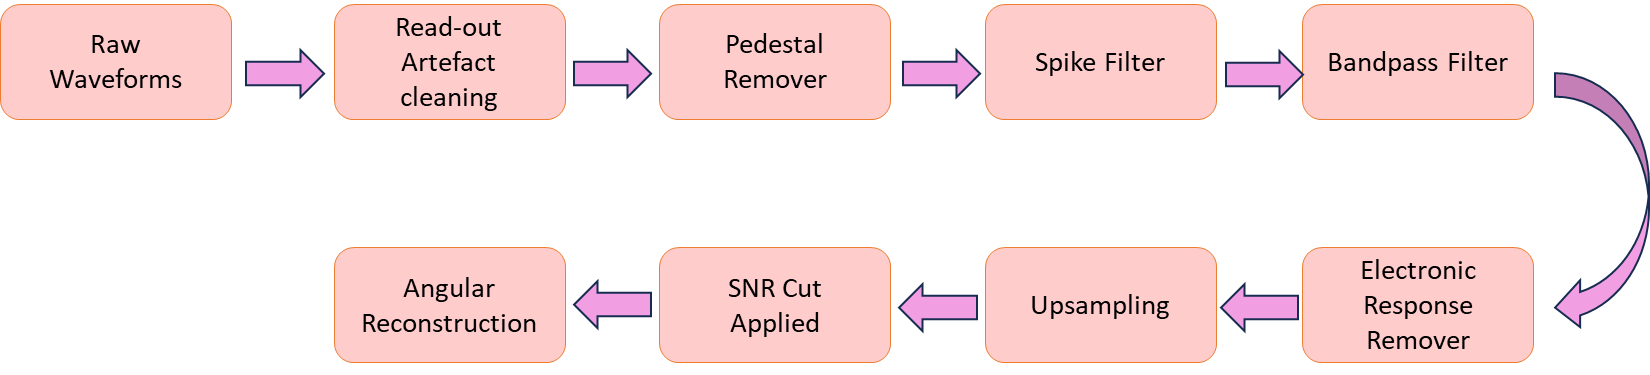 Raw
Waveforms
Read-out
Artefact
cleaning
Pedestal
Remover
Spike Filter
Bandpass Filter
Electronic
Response
Remover
Upsampling
SNR Cut
Applied
Angular
Reconstruction